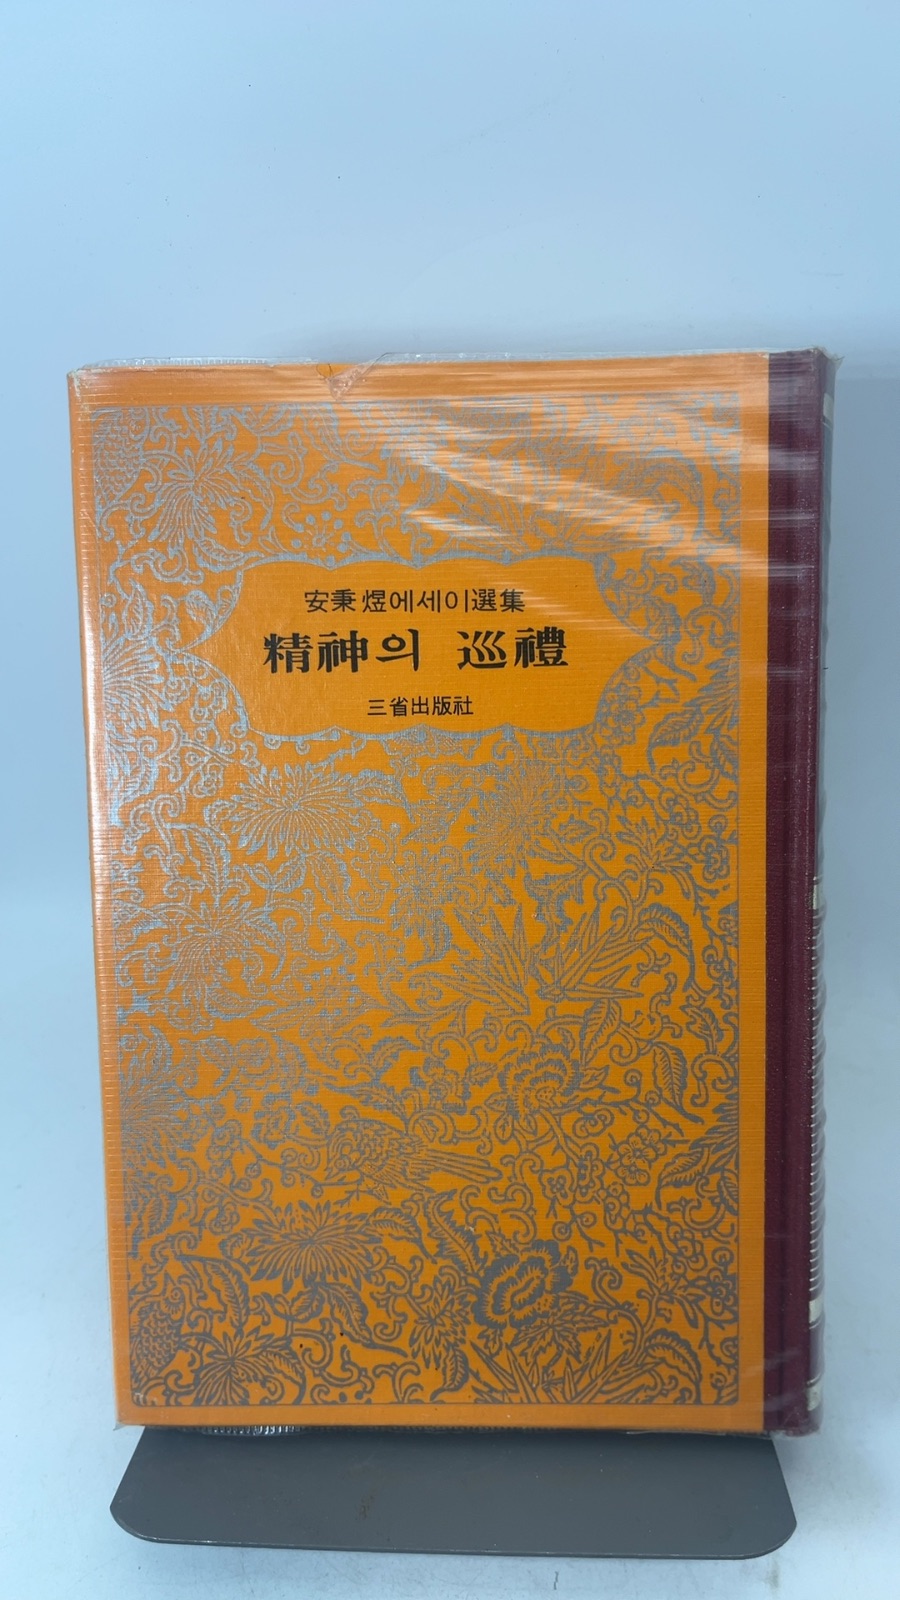 安秉煜에세이選集
精神의 巡禮
三省出版社